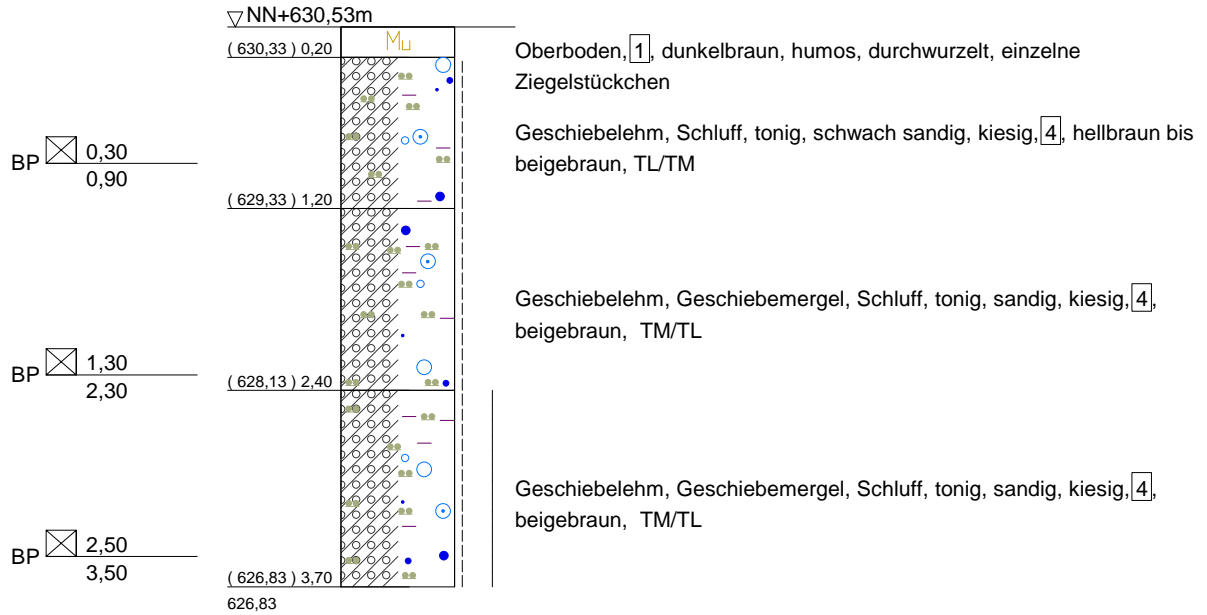 ▽ NN+630,53m
( 630,33 ) 0,20
Mu
Oberboden, 1, dunkelbraun, humos, durchwurzelt, einzelne
Ziegelstückchen
BP 0,30
0,90
Geschiebelehm, Schluff, tonig, schwach sandig, kiesig, 4, hellbraun bis
beigebraun, TL/TM
( 629,33 ) 1,20
Geschiebelehm, Geschiebemergel, Schluff, tonig, sandig, kiesig, 4,
beigebraun, TM/TL
BP 1,30
2,30
( 628,13 ) 2,40
Geschiebelehm, Geschiebemergel, Schluff, tonig, sandig, kiesig, 4,
beigebraun, TM/TL
BP 2,50
3,50
( 626,83 ) 3,70
626,83